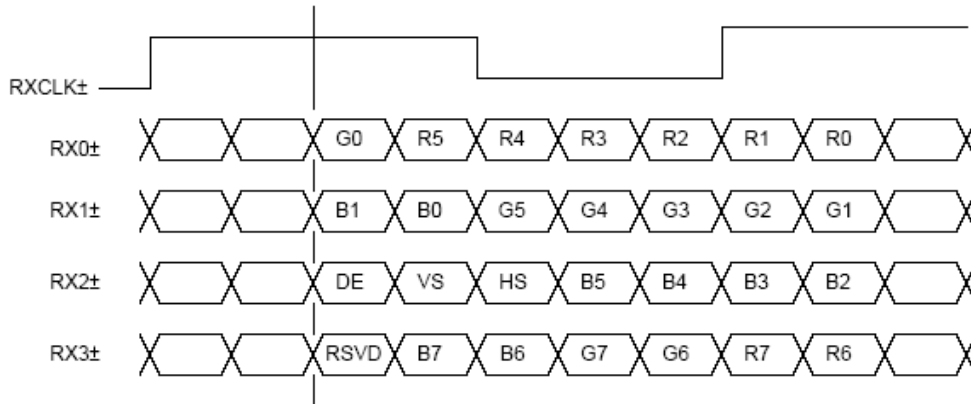 RXCLK±
RX0± G0 R5 R4 R3 R2 R1 R0
RX1± B1 B0 G5 G4 G3 G2 G1
RX2± DE VS HS B5 B4 B3 B2
RX3± RSVD B7 B6 G7 G6 R7 R6